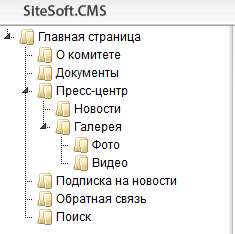 SiteSoft.CMS
Главная страница
О комитете
Документы
Пресс-центр
Новости
Галерея
Фото
Видео
Подписка на новости
Обратная связь
Поиск